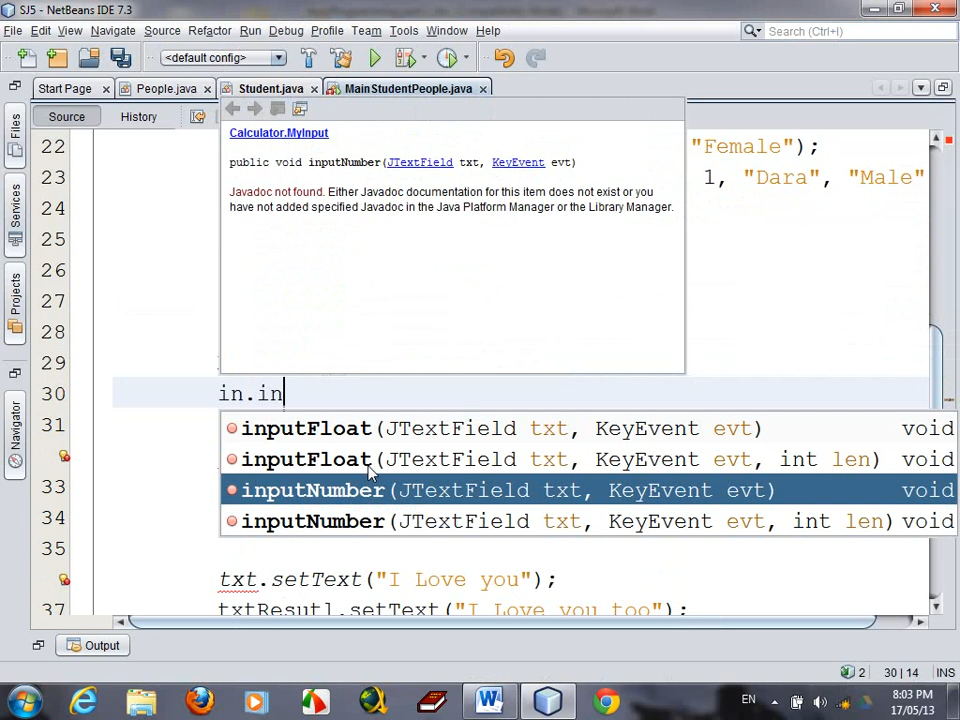 SJ5 - NetBeans IDE 7.3
File Edit View Navigate Source Refactor Run Debug Profile Team Tools Window Help
Search (Ctrl+I)
<default config>
Start Page People.java Student.java MainStudentPeople.java
Source History
Files
Services
Projects
Navigator
Calculator.MyInput
public void inputNumber(JTextField txt, KeyEvent evt)
Javadoc not found. Either Javadoc documentation for this item does not exist or you
have not added specified Javadoc in the Java Platform Manager or the Library Manager.
22 "Female");
23 1, "Dara", "Male"
24
25
26
27
28
29
30 in.in
31 inputFloat(JTextField txt, KeyEvent evt) void
inputFloat(JTextField txt, KeyEvent evt, int len) void
33 inputNumber(JTextField txt, KeyEvent evt) void
34 inputNumber(JTextField txt, KeyEvent evt, int len) void
35
txt.setText("I Love you");
37 txtResutl.setText("I Love you too");
Output
2 30 | 14 INS
EN 8:03 PM
17/05/13